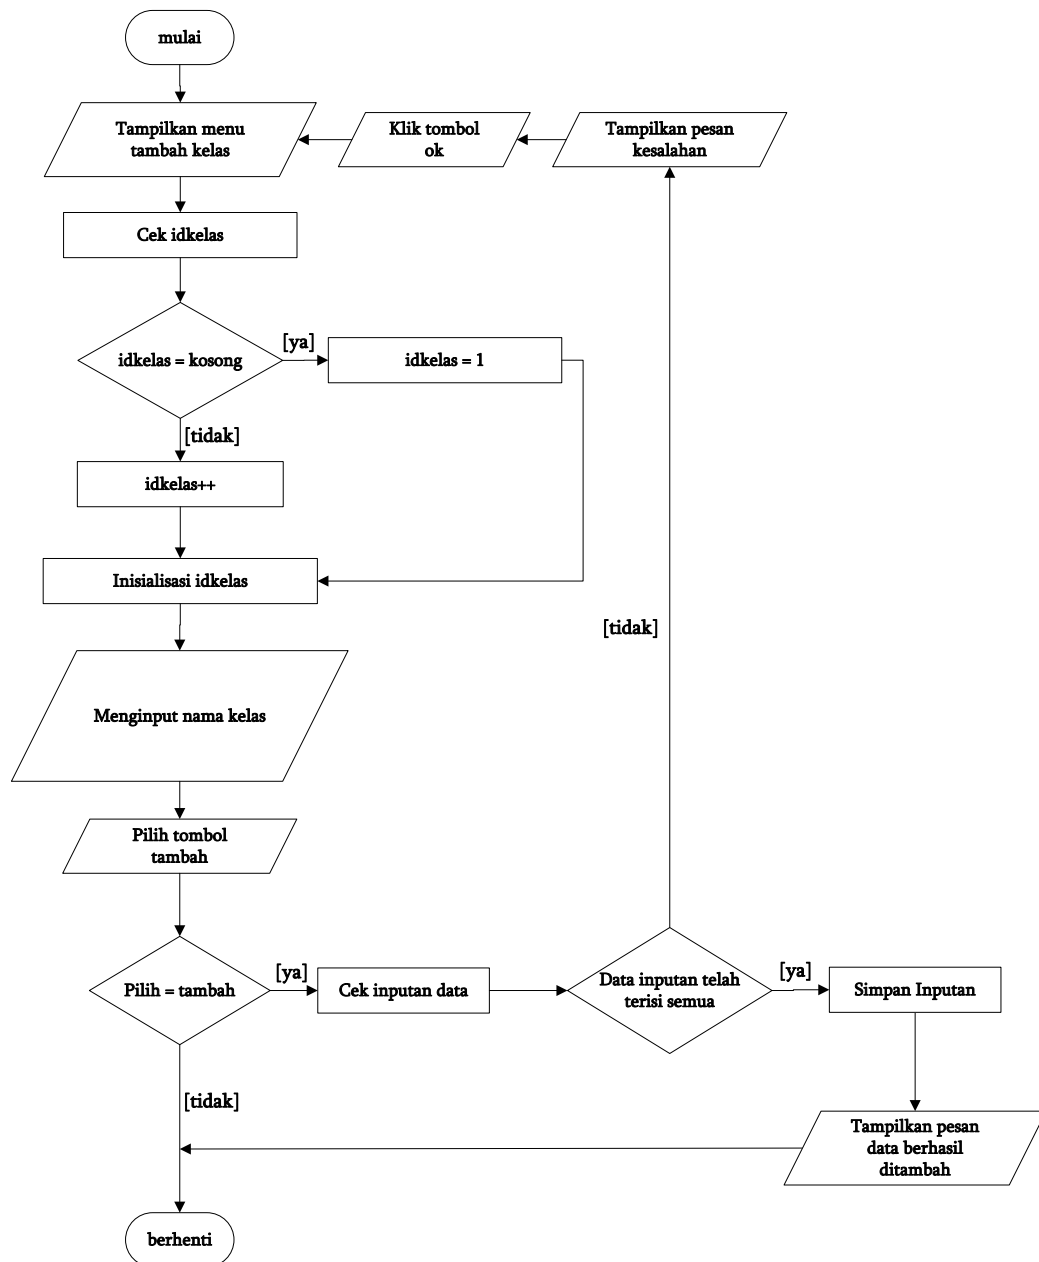 mulai
Tampilkan menu
tambah kelas
Klik tombol
ok
Tampilkan pesan
kesalahan
Cek idkelas
idkelas = kosong
[ya]
idkelas = 1
[tidak]
idkelas++
Inisialisasi idkelas
[tidak]
Menginput nama kelas
Pilih tombol
tambah
Pilih = tambah
[ya]
Cek inputan data
Data inputan telah
terisi semua
[ya]
Simpan Inputan
[tidak]
Tampilkan pesan
data berhasil
ditambah
berhenti